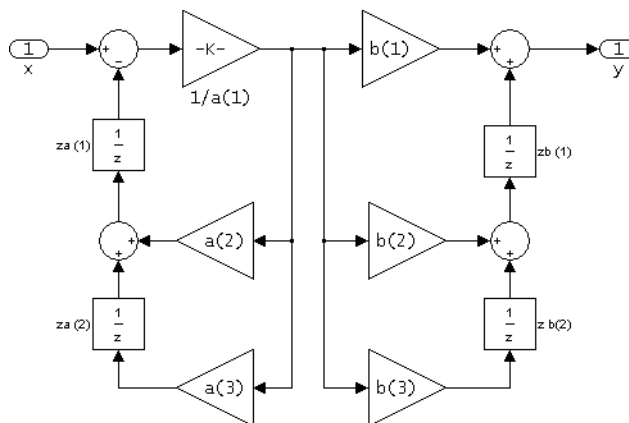 1
x
+
−
-K-
1/a(1)
b(1)
+
+
1
y
za(1)
1
z
1
z
zb(1)
+
+
a(2)
b(2)
+
+
za(2)
1
z
1
z
zb(2)
a(3)
b(3)